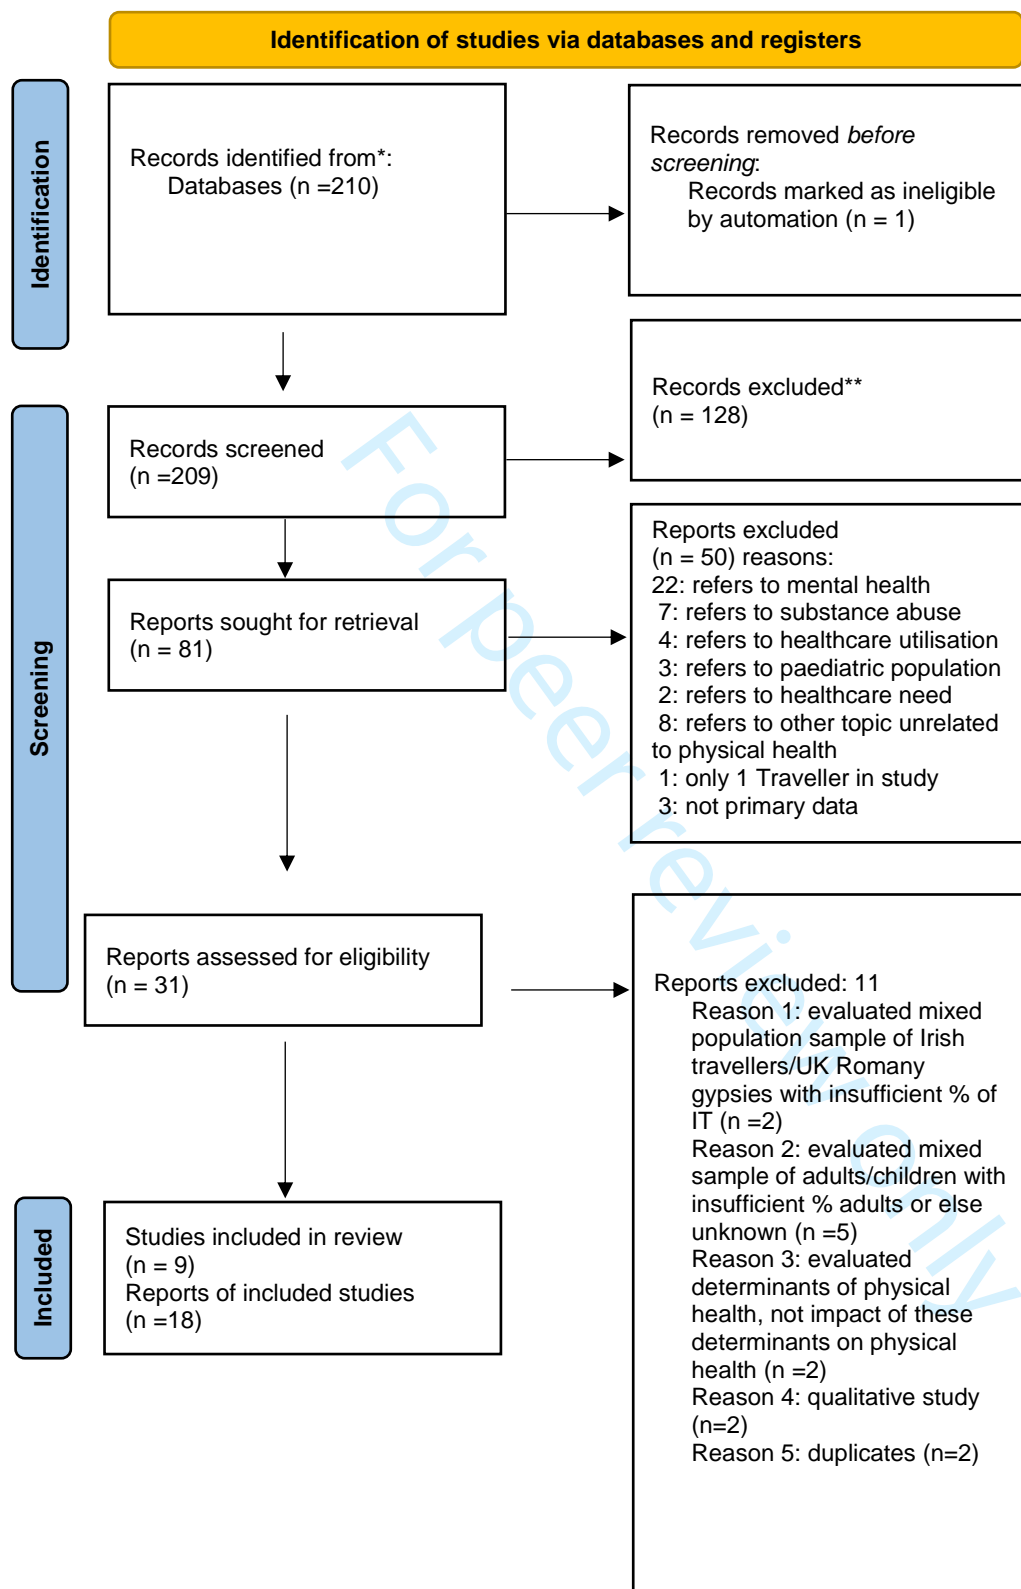 Identification of studies via databases and registers
Identification
Records identified from*:
Databases (n =210)
Records removed before
screening:
Records marked as ineligible
by automation (n = 1)
Screening
Records screened
(n =209)
Records excluded**
(n = 128)
Reports sought for retrieval
(n = 81)
Reports excluded
(n = 50) reasons:
22: refers to mental health
7: refers to substance abuse
4: refers to healthcare utilisation
3: refers to paediatric population
2: refers to healthcare need
8: refers to other topic unrelated
to physical health
1: only 1 Traveller in study
3: not primary data
Reports assessed for eligibility
(n = 31)
Reports excluded: 11
Reason 1: evaluated mixed
population sample of Irish
travellers/UK Romany
gypsies with insufficient % of
IT (n =2)
Reason 2: evaluated mixed
sample of adults/children with
insufficient % adults or else
unknown (n =5)
Reason 3: evaluated
determinants of physical
health, not impact of these
determinants on physical
health (n =2)
Reason 4: qualitative study
(n=2)
Reason 5: duplicates (n=2)
Included
Studies included in review
(n = 9)
Reports of included studies
(n =18)
For peer review only